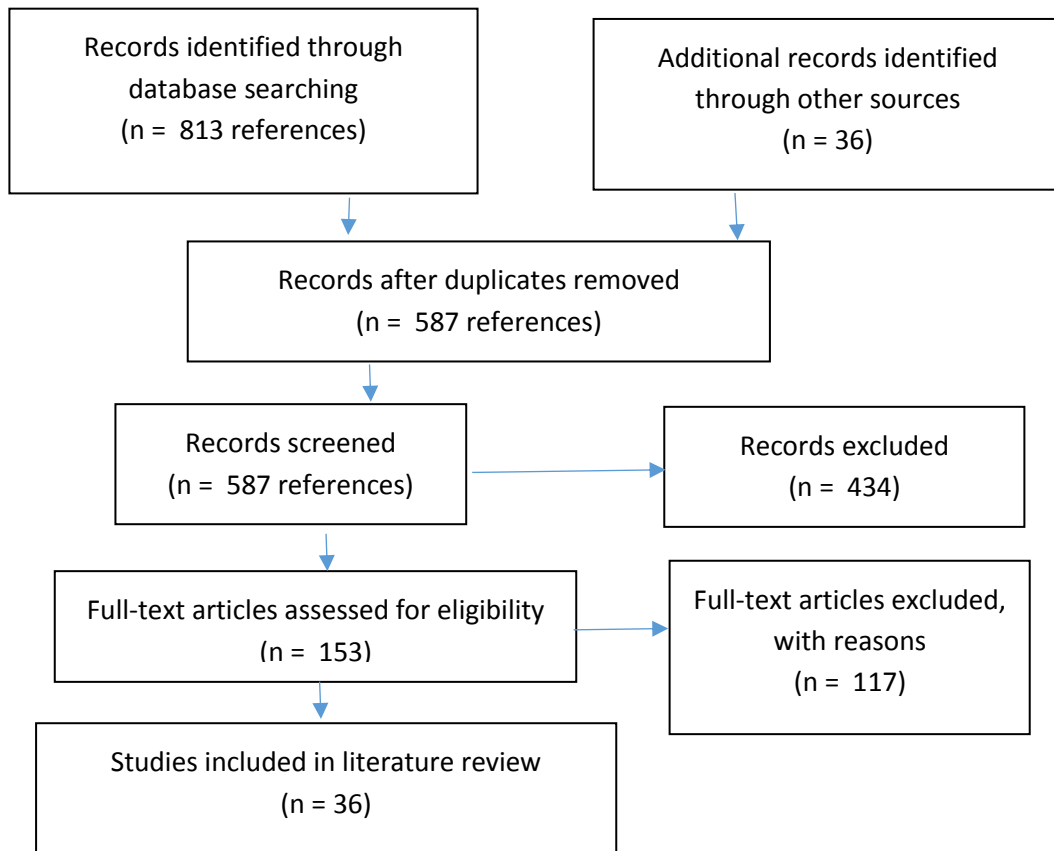 Records identified through
database searching
(n =  813 references)
Additional records identified
through other sources
(n = 36)
Records after duplicates removed
(n =  587 references)
Records screened
(n =  587 references)
Records excluded
(n =  434)
Full-text articles assessed for eligibility
(n =  153)
Full-text articles excluded,
with reasons
(n =  117)
Studies included in literature review
(n = 36)